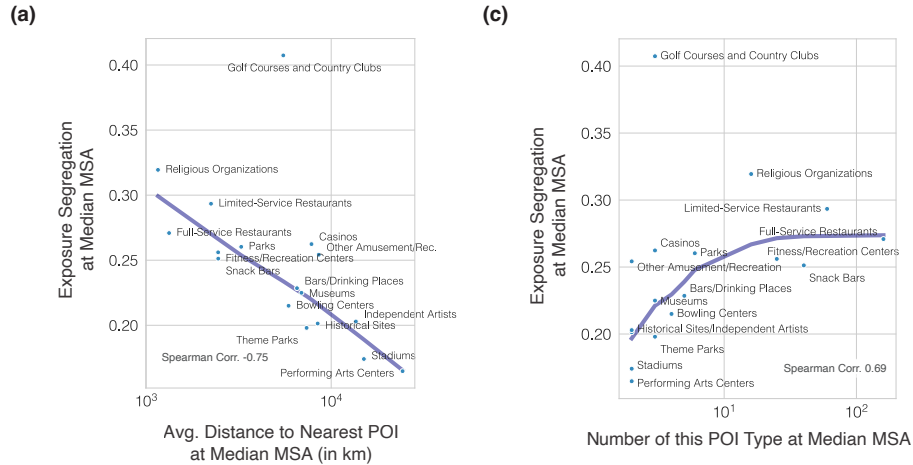 (a)
(c)
0.40
0.35
0.30
0.25
0.20
Exposure Segregation
at Median MSA
Golf Courses and Country Clubs
Religious Organizations
Limited-Service Restaurants
Full-Service Restaurants
Casinos
Parks
Other Amusement/Rec.
Fitness/Recreation Centers
Snack Bars
Bars/Drinking Places
Museums
Bowling Centers
Independent Artists
Historical Sites
Theme Parks
Stadiums
Spearman Corr. -0.75
Performing Arts Centers
10³
10⁴
Avg. Distance to Nearest POI
at Median MSA (in km)
0.40
0.35
0.30
0.25
0.20
Exposure Segregation
at Median MSA
Golf Courses and Country Clubs
Religious Organizations
Limited-Service Restaurants
Full-Service Restaurants
Casinos
Parks
Fitness/Recreation Centers
Other Amusement/Recreation
Snack Bars
Bars/Drinking Places
Museums
Bowling Centers
Historical Sites/Independent Artists
Theme Parks
Stadiums
Spearman Corr. 0.69
Performing Arts Centers
10¹
10²
Number of this POI Type at Median MSA